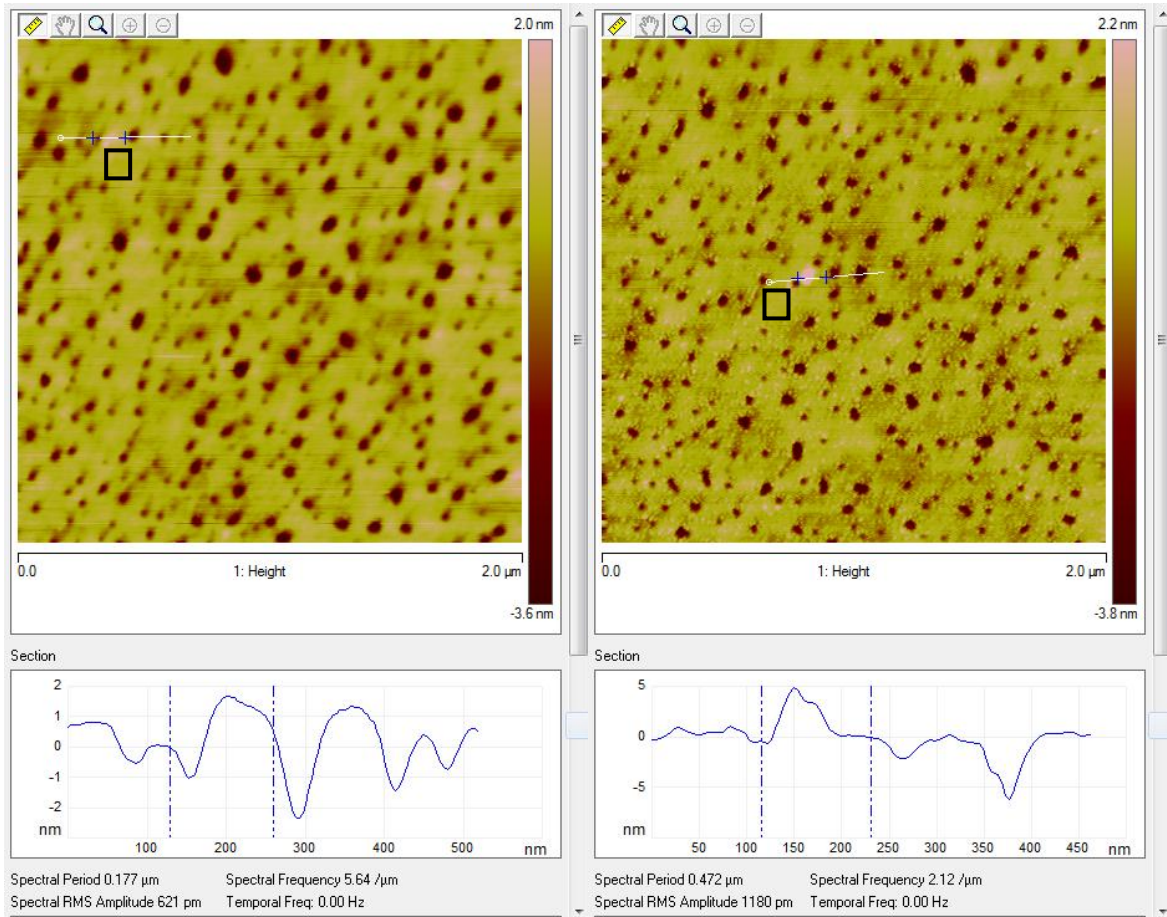 2.0 nm
0.0
1: Height
2.0 µm
-3.6 nm
Section
2
1
0
-1
-2
nm
100
200
300
400
500
nm
Spectral Period 0.177 µm
Spectral Frequency 5.64 /µm
Spectral RMS Amplitude 621 pm
Temporal Freq: 0.00 Hz
2.2 nm
0.0
1: Height
2.0 µm
-3.8 nm
Section
5
0
-5
nm
50
100
150
200
250
300
350
400
450
nm
Spectral Period 0.472 µm
Spectral Frequency 2.12 /µm
Spectral RMS Amplitude 1180 pm
Temporal Freq: 0.00 Hz